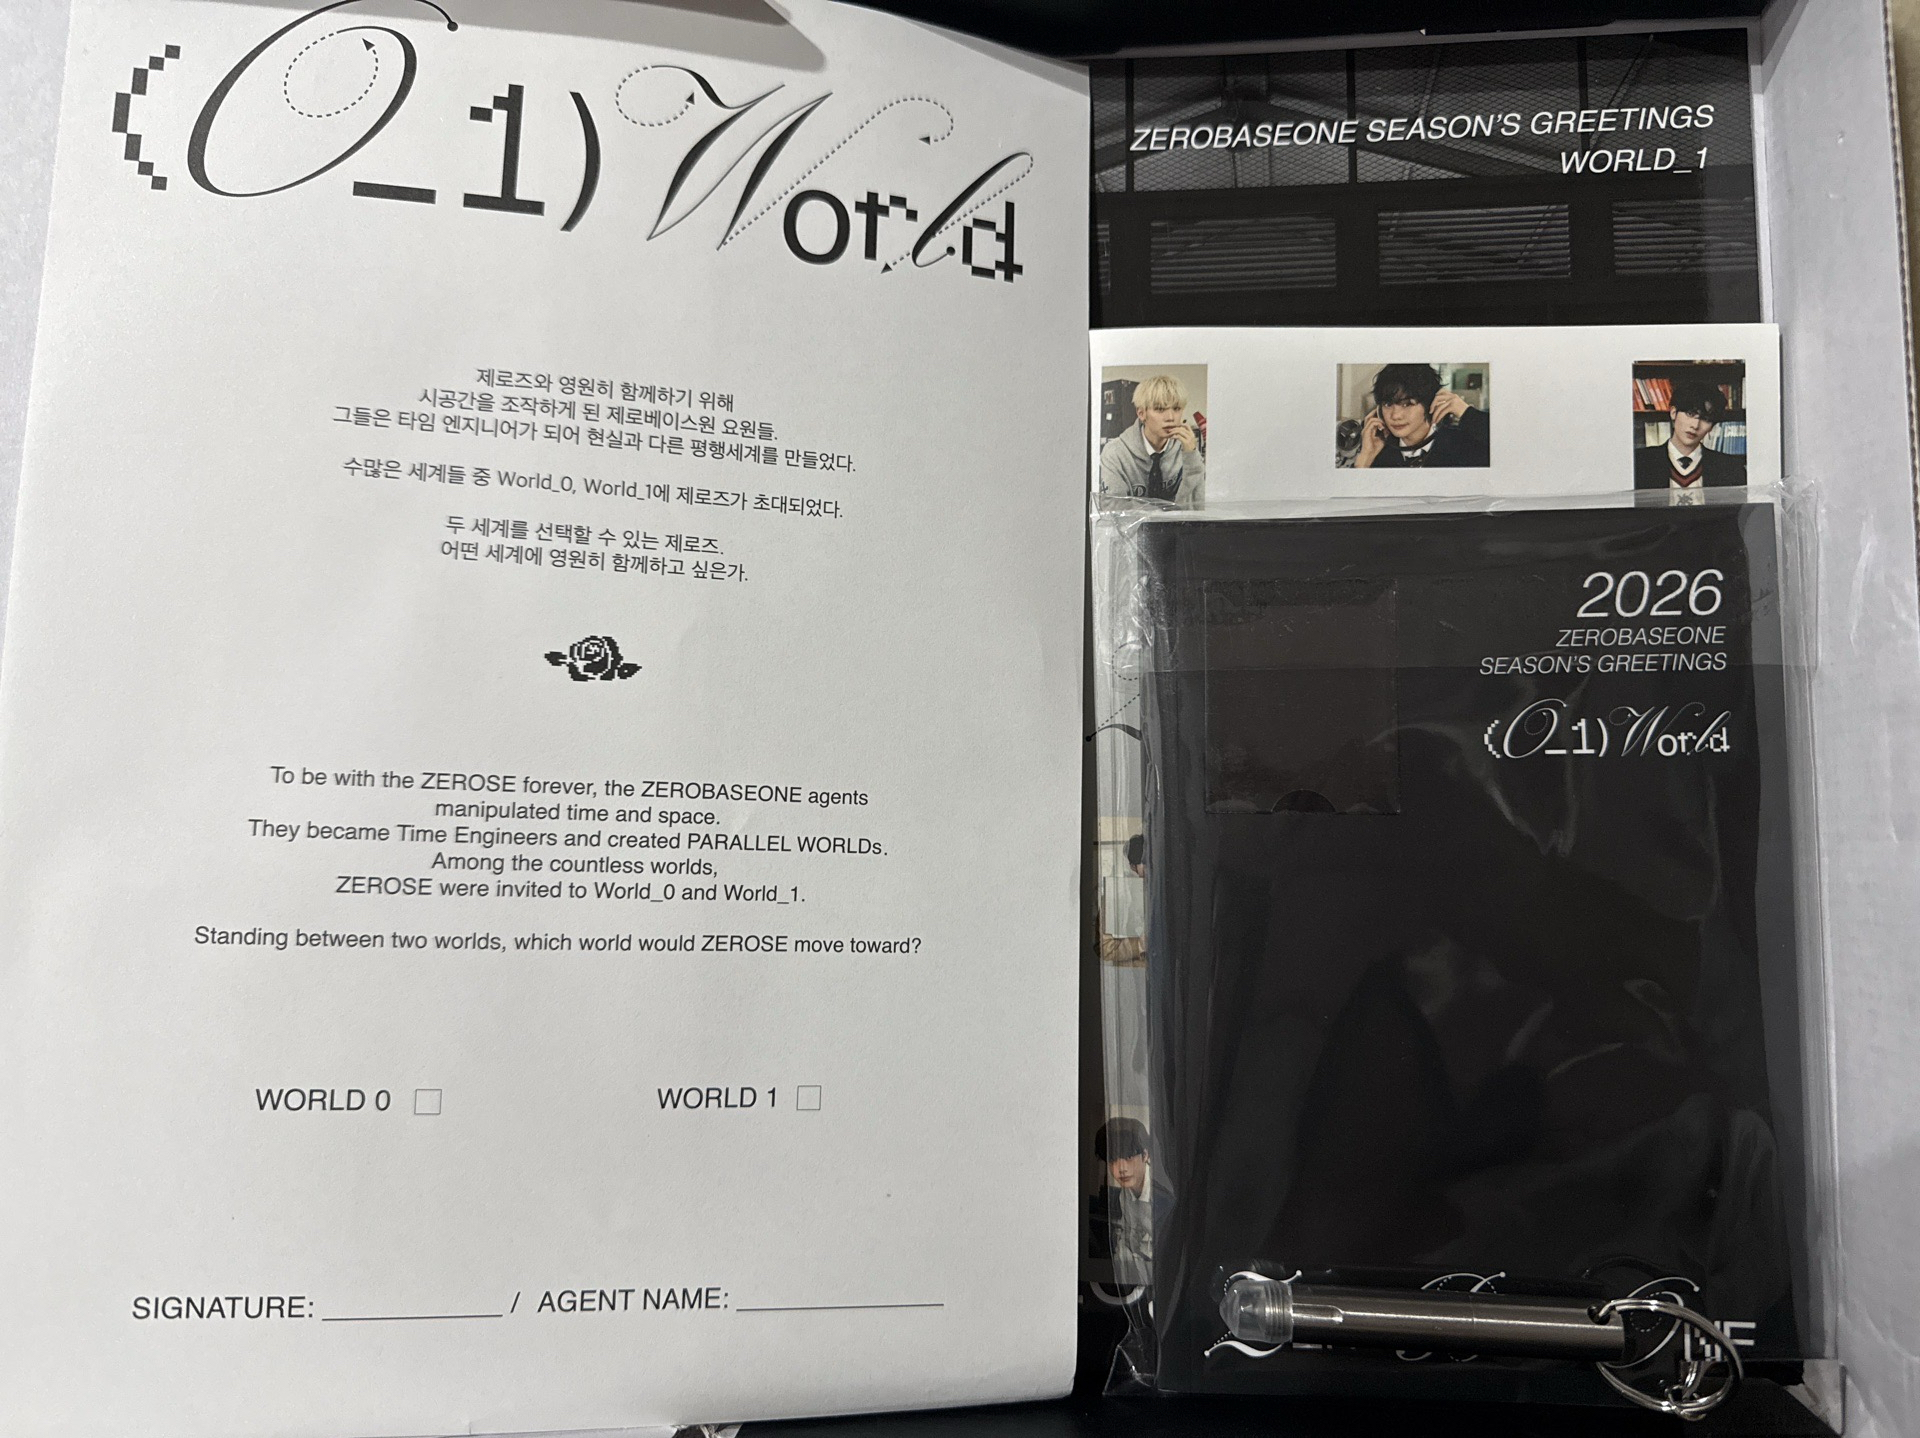 (O_1) World
제로즈와 영원히 함께하기 위해
시공간을 조작하게 된 제로베이스원 요원들.
그들은 타임 엔지니어가 되어 현실과 다른 평행세계를 만들었다.
수많은 세계들 중 World_0, World_1에 제로즈가 초대되었다.
두 세계를 선택할 수 있는 제로즈.
어떤 세계에 영원히 함께하고 싶은가.
To be with the ZEROSE forever, the ZEROBASEONE agents
manipulated time and space.
They became Time Engineers and created PARALLEL WORLDs.
Among the countless worlds,
ZEROSE were invited to World_0 and World_1.
Standing between two worlds, which world would ZEROSE move toward?
WORLD 0 WORLD 1
SIGNATURE: / AGENT NAME:
ZEROBASEONE SEASON'S GREETINGS
WORLD_1
2026
ZEROBASEONE
SEASON'S GREETINGS
(O_1) World